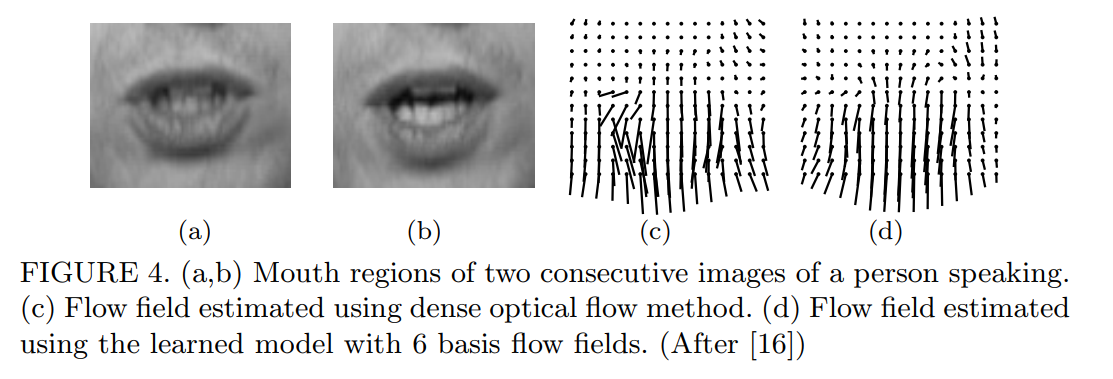 (a)
(b)
(c)
(d)
FIGURE 4. (a,b) Mouth regions of two consecutive images of a person speaking.
(c) Flow field estimated using dense optical flow method. (d) Flow field estimated
using the learned model with 6 basis flow fields. (After [16])